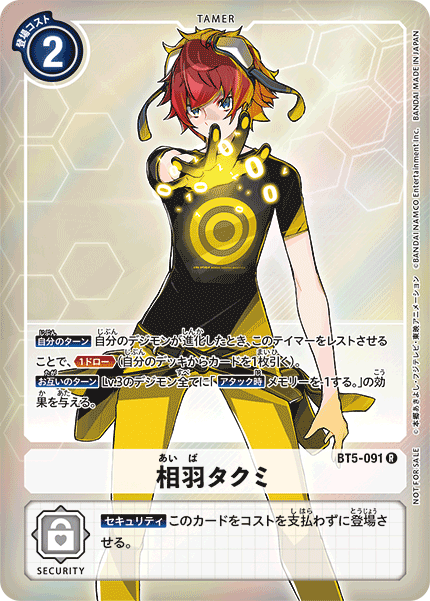 TAMER
登場コスト
2
自分のターン 自分のデジモンが進化したとき、このテイマーをレストさせる
ことで、1ドロー(自分のデッキからカードを1枚引く)。
お互いのターン Lv.3のデジモン全てに「アタック時 メモリーを-1する。」の効
果を与える。
BT5-091 R
あいば
相羽タクミ
セキュリティ このカードをコストを支払わずに登場さ
せる。
SECURITY
©本郷あきよし・フジテレビ・東映アニメーション ©BANDAI NAMCO Entertainment Inc. BANDAI MADE IN JAPAN
NOT FOR SALE